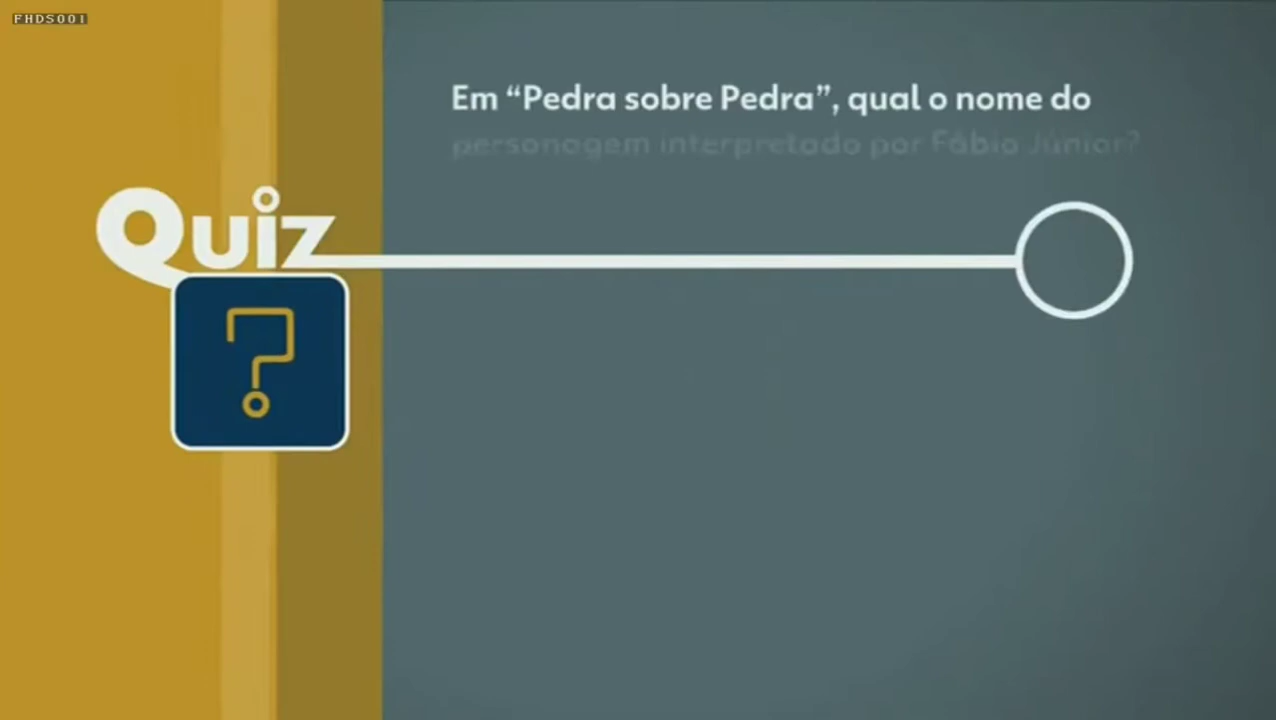 FHDS001
Em “Pedra sobre Pedra”, qual o nome do
personagem interpretado por Fábio Júnior?
Quiz
?